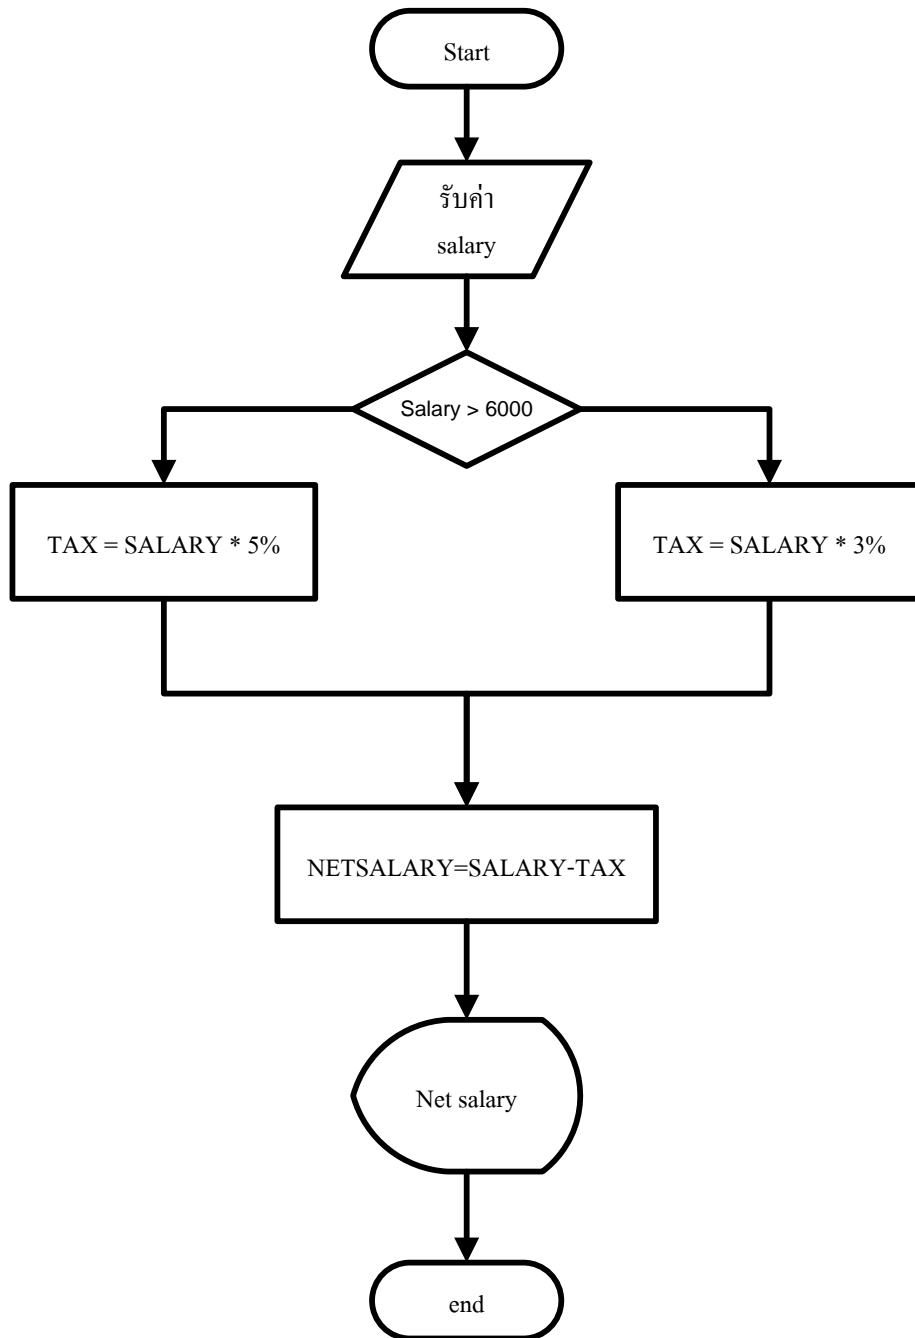 Start
รับค่า
salary
Salary > 6000
TAX = SALARY * 5%
TAX = SALARY * 3%
NETSALARY=SALARY-TAX
Net salary
end